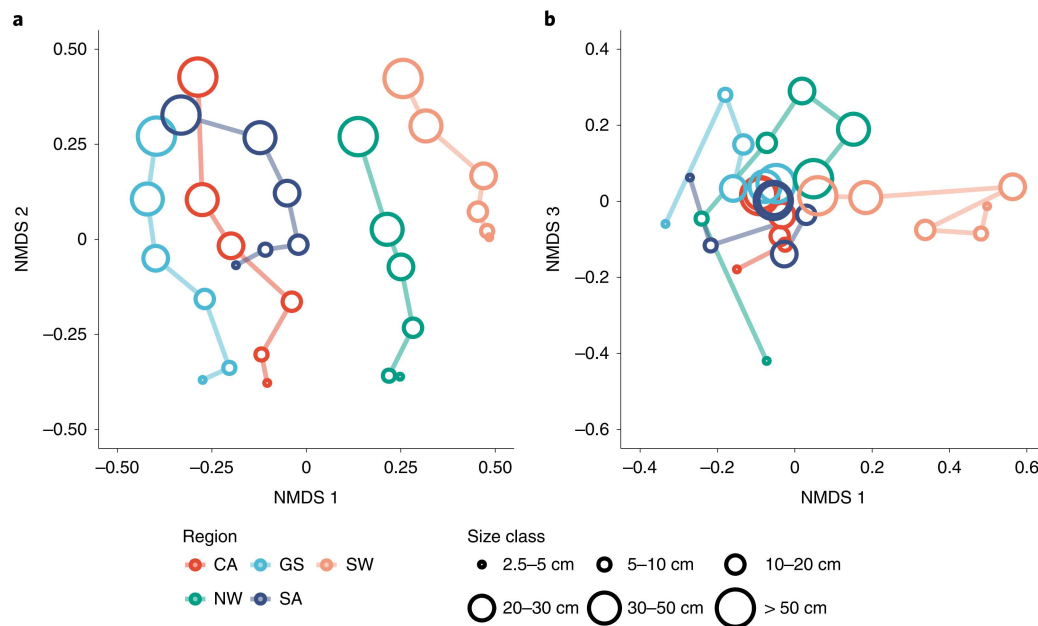 a
b
0.50
0.25
0
–0.25
–0.50
NMDS 2
–0.50
–0.25
0
0.25
0.50
NMDS 1
0.4
0.2
0
–0.2
–0.4
–0.6
NMDS 3
–0.4
–0.2
0
0.2
0.4
0.6
NMDS 1
Region
CA GS SW
NW SA
Size class
2.5–5 cm 5–10 cm 10–20 cm
20–30 cm 30–50 cm > 50 cm